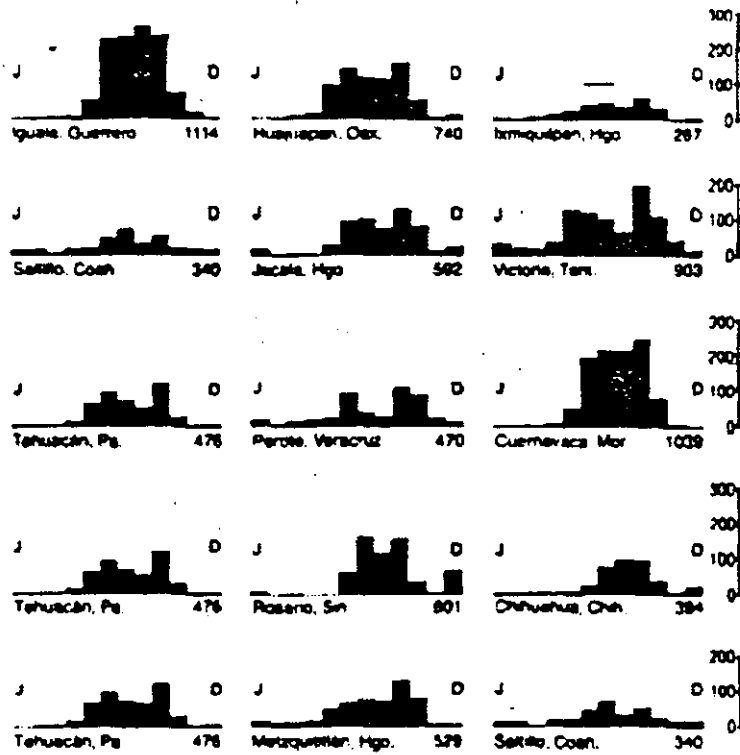 300
200
100
0
J D J D J D
Iguala, Guerrero 1114 Huajuapan, Oax. 740 Ixmiquilpan, Hgo 267
200
100
0
J D J D J D
Saltillo, Coah 340 Jacala, Hgo 592 Victoria, Tam. 903
300
200
100
0
J D J D J D
Tehuacán, Pa. 476 Perote, Veracruz 470 Cuernavaca Mor 1039
300
200
100
0
J D J D J D
Tehuacán, Pa. 476 Rosario, Sin 601 Chihuahua, Chih. 394
200
100
0
J D J D J D
Tehuacán, Pa 476 Metzquititlán, Hgo. 529 Saltillo, Coah. 340